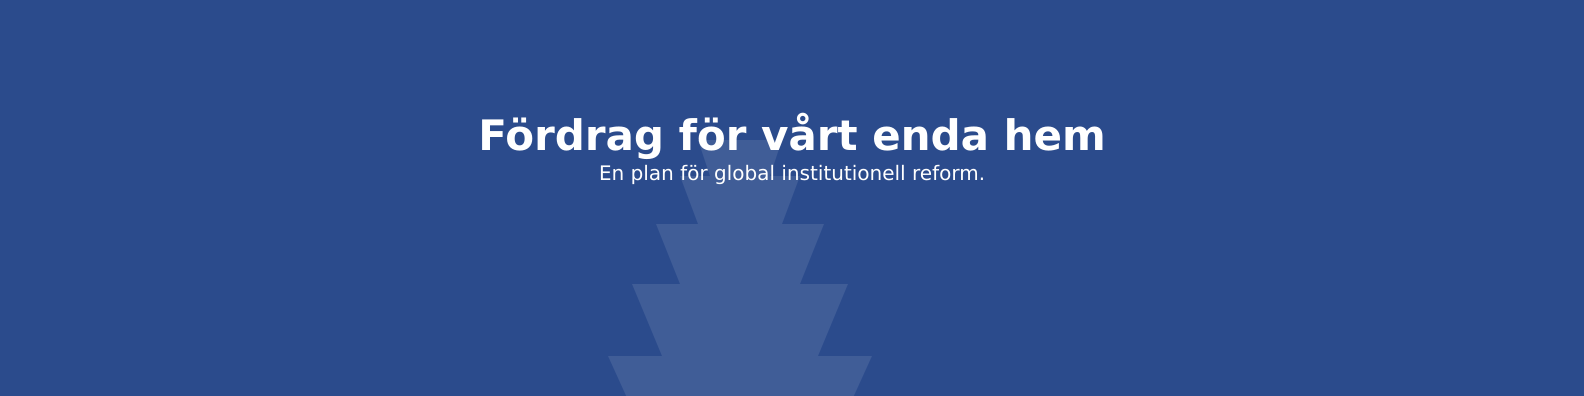 Fördrag för vårt enda hem
En plan för global institutionell reform.